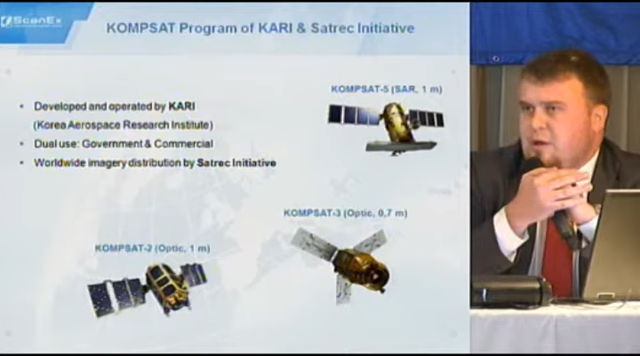 ScanEx
KOMPSAT Program of KARI & Satrec Initiative
KOMPSAT-5 (SAR, 1 m)
• Developed and operated by KARI
(Korea Aerospace Research Institute)
• Dual use: Government & Commercial
• Worldwide imagery distribution by Satrec Initiative
KOMPSAT-3 (Optic, 0,7 m)
KOMPSAT-2 (Optic, 1 m)